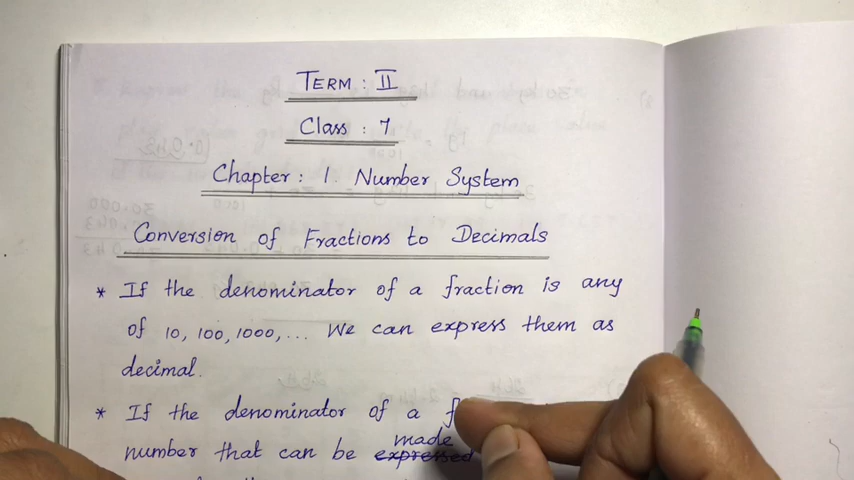 TERM : II
Class : 7
Chapter : 1. Number System
Conversion of Fractions to Decimals
* If the denominator of a fraction is any
of 10, 100, 1000, ... We can express them as
decimal.
* If the denominator of a
made
number that can be expressed